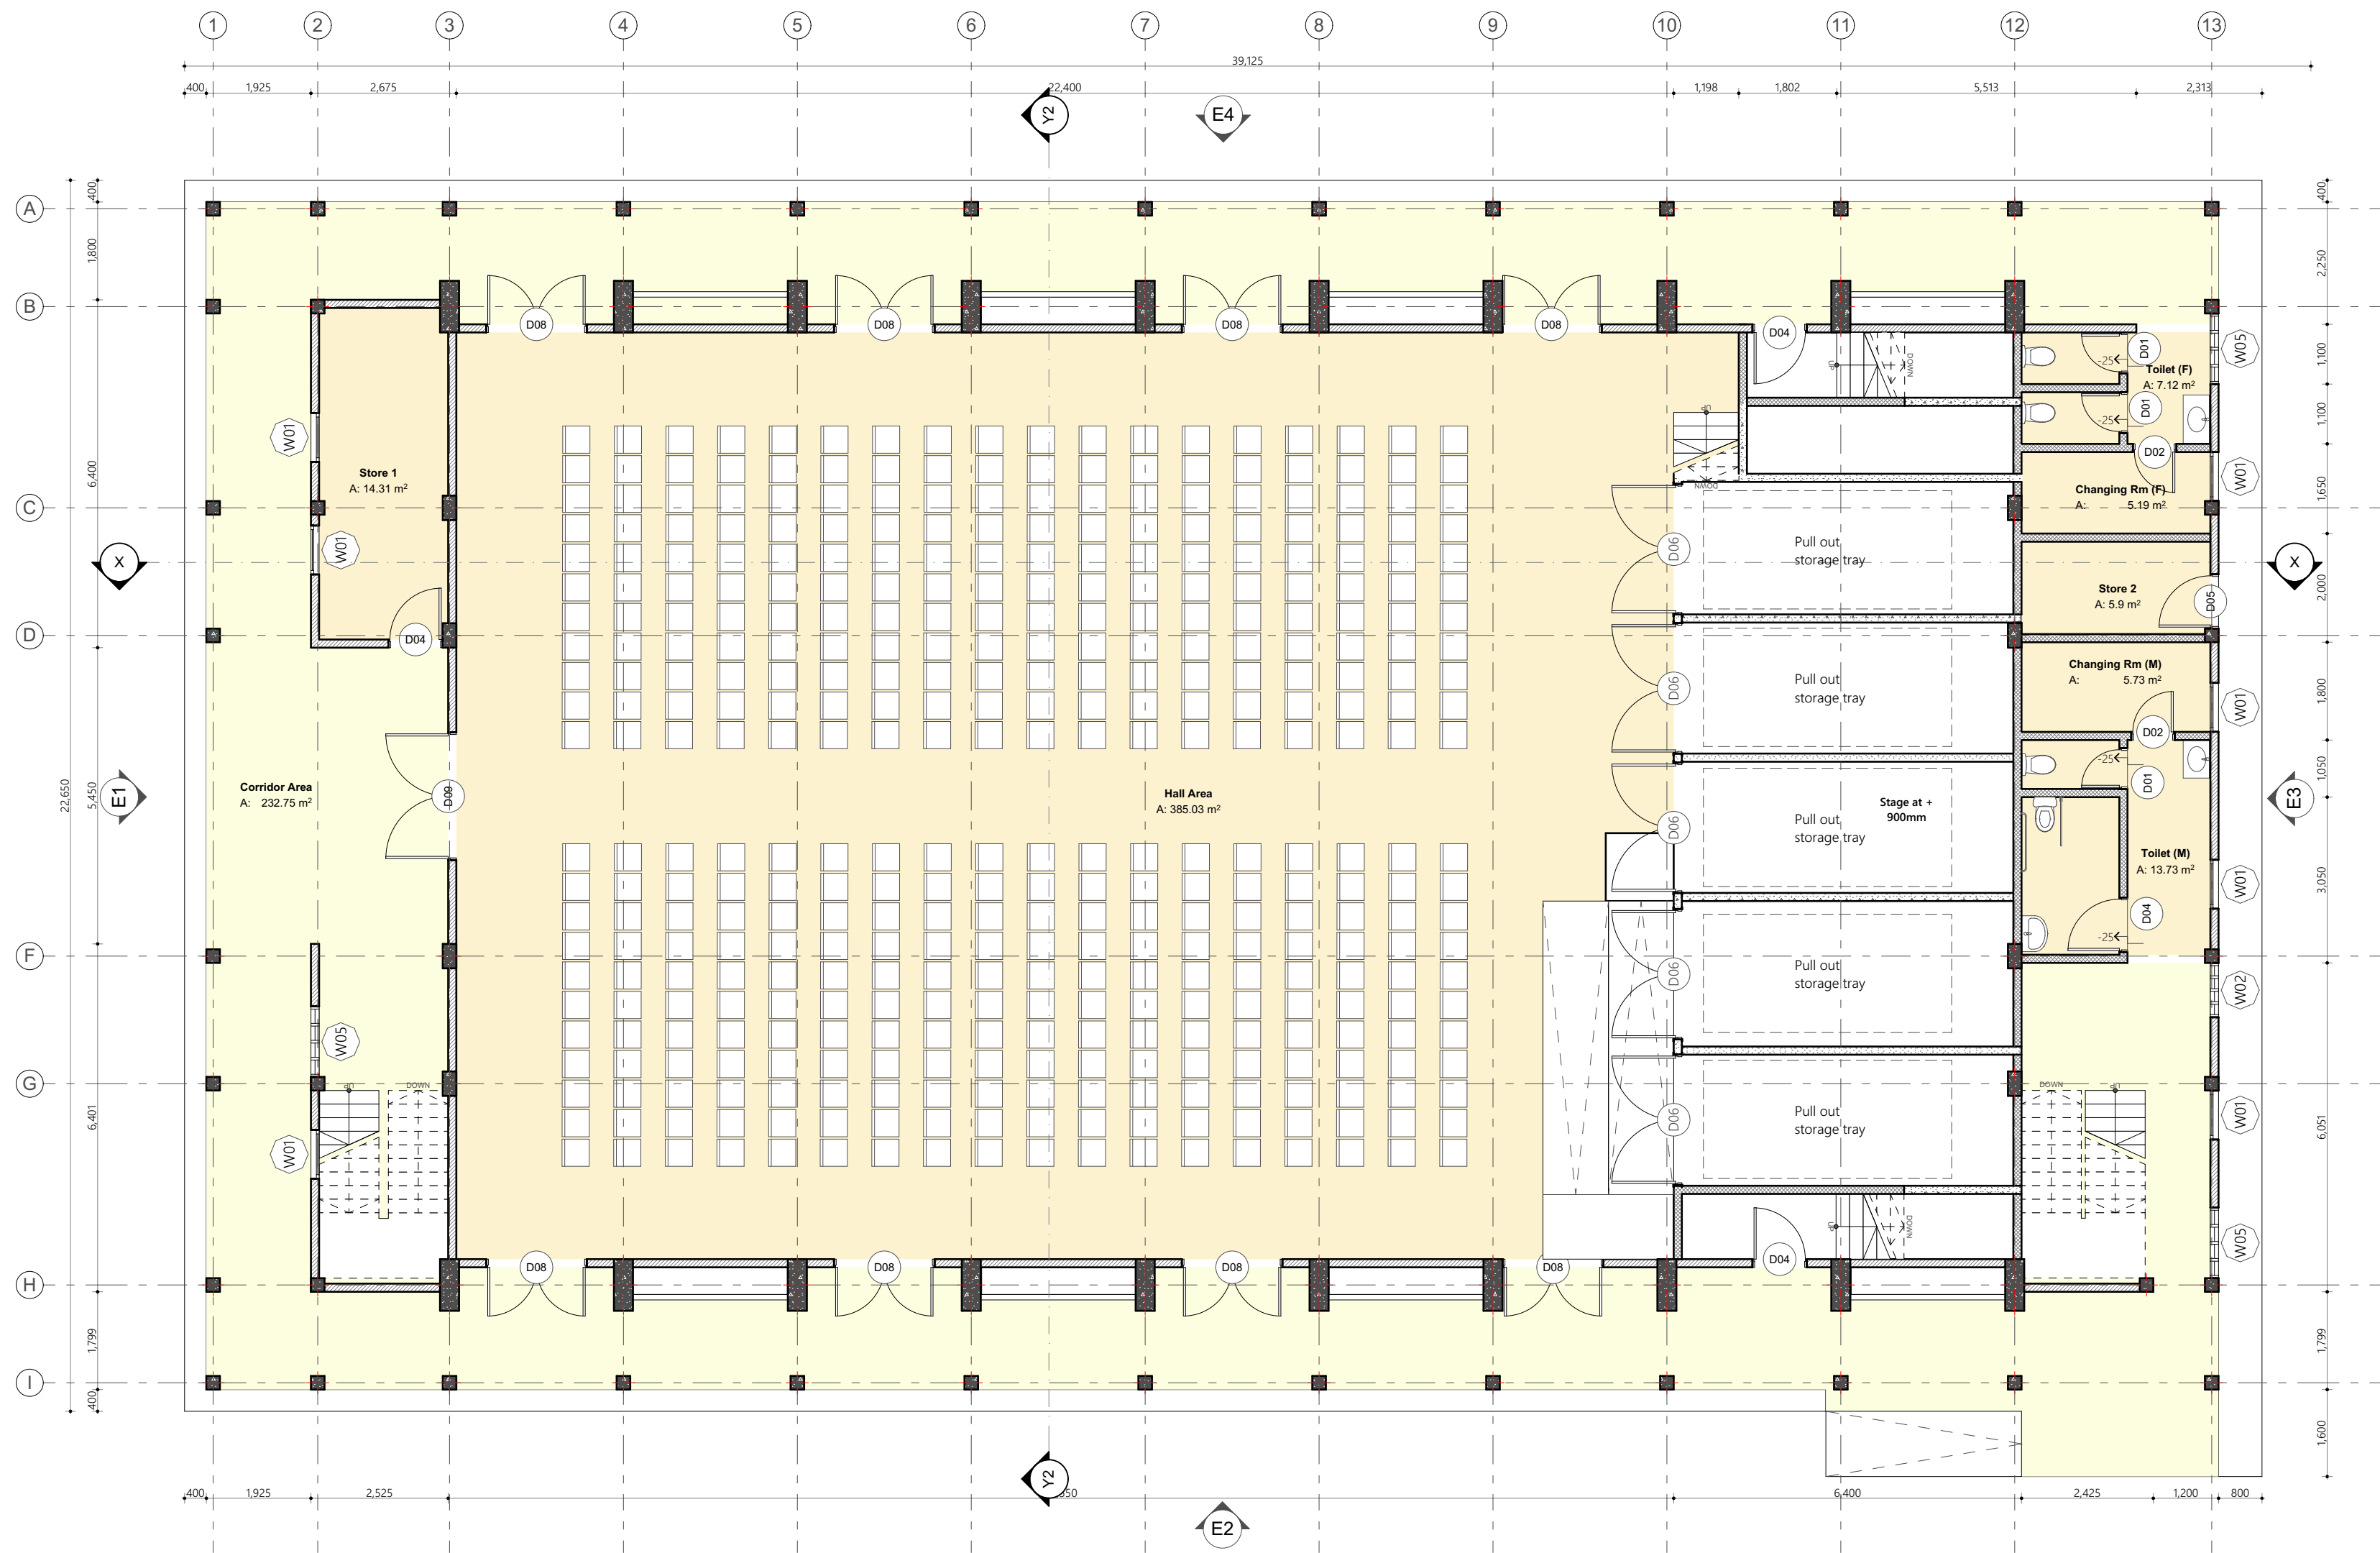 1 2 3 4 5 6 7 8 9 10 11 12 13
39,125
400 1,925 2,675 22,400 1,198 1,802 5,513 2,313
Y2 E4
A
400 400
1,800 2,250
B
D08 D08 D08 D08 D04
UP DOWN
-25 D01 W05
Toilet (F)
A: 7.12 m²
1,100
-25 D01
1,100
UP
DOWN
W01
6,400
Store 1
A: 14.31 m²
D02
W01
Changing Rm (F)
A: 5.19 m²
1,650
C
W01
D06
Pull out
storage tray
X X
Store 2
A: 5.9 m²
D05
2,000
D
D04
D06
Pull out
storage tray
Changing Rm (M)
A: 5.73 m²
W01
1,800
D02
-25
D01
1,050
22,650
5,450
E1
Corridor Area
A: 232.75 m²
D09
Hall Area
A: 385.03 m²
D06
Pull out
storage tray
Stage at +
900mm
E3
Toilet (M)
A: 13.73 m²
W01
3,050
D04
-25
F
D06
Pull out
storage tray
W02
W05
G
UP DOWN
DOWN UP
D06
Pull out
storage tray
W01
6,401
W01
6,051
UP DOWN
W05
D08 D08 D08 D08 D04
H
1,799 1,799
I
400
1,600
Y2
400 1,925 2,525 6,400 2,425 1,200 800
E2